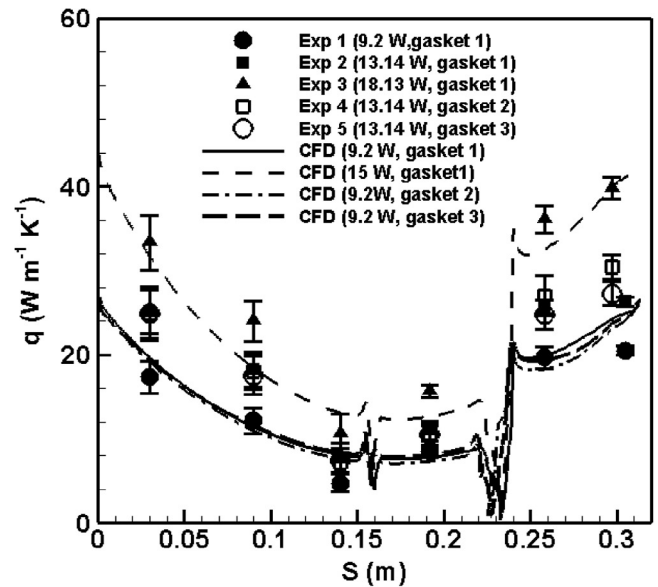 60
40
20
0
q (W m⁻¹ K⁻¹)
Exp 1 (9.2 W,gasket 1)
Exp 2 (13.14 W, gasket 1)
Exp 3 (18.13 W, gasket 1)
Exp 4 (13.14 W, gasket 2)
Exp 5 (13.14 W, gasket 3)
CFD (9.2 W, gasket 1)
CFD (15 W, gasket1)
CFD (9.2W, gasket 2)
CFD (9.2 W, gasket 3)
0 0.05 0.1 0.15 0.2 0.25 0.3
S (m)